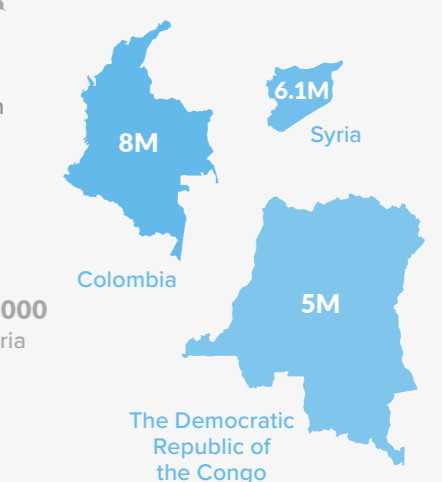 8M
6.1M
Syria
Colombia
000
ria
5M
The Democratic
Republic of
the Congo